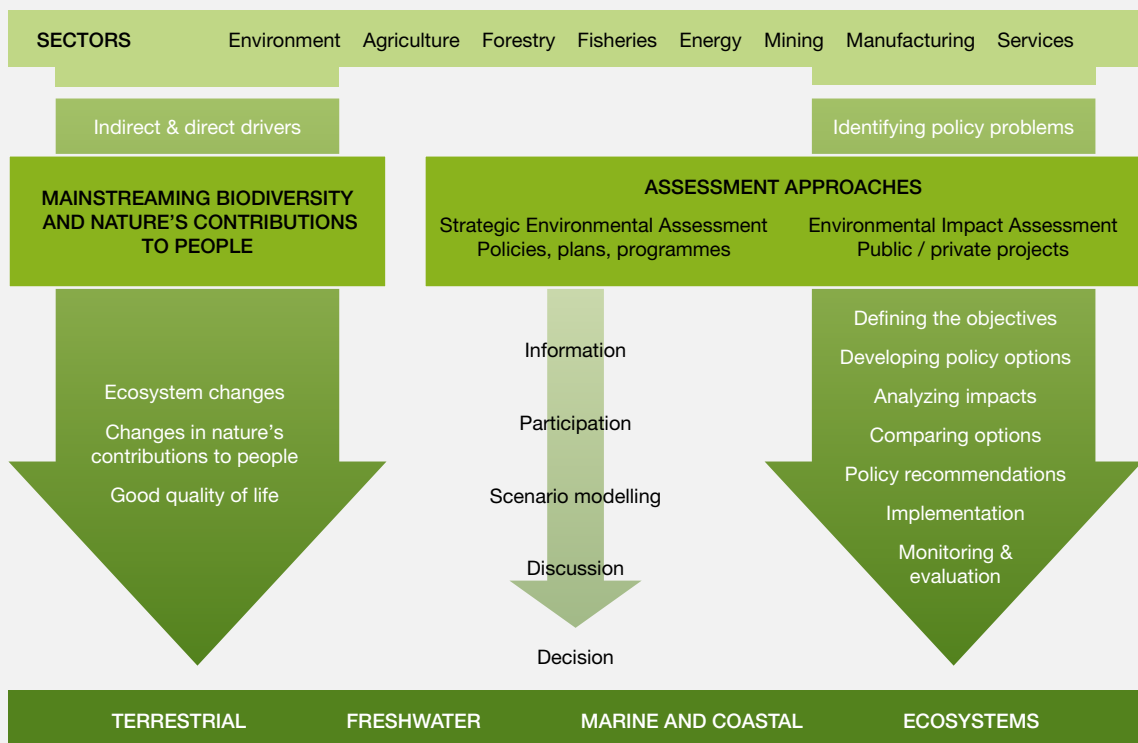 SECTORS Environment Agriculture Forestry Fisheries Energy Mining Manufacturing Services
Indirect & direct drivers
Identifying policy problems
MAINSTREAMING BIODIVERSITY
AND NATURE’S CONTRIBUTIONS
TO PEOPLE
ASSESSMENT APPROACHES
Strategic Environmental Assessment
Policies, plans, programmes
Environmental Impact Assessment
Public / private projects
Ecosystem changes
Changes in nature’s
contributions to people
Good quality of life
Information
Participation
Scenario modelling
Discussion
Decision
Defining the objectives
Developing policy options
Analyzing impacts
Comparing options
Policy recommendations
Implementation
Monitoring &
evaluation
TERRESTRIAL FRESHWATER MARINE AND COASTAL ECOSYSTEMS